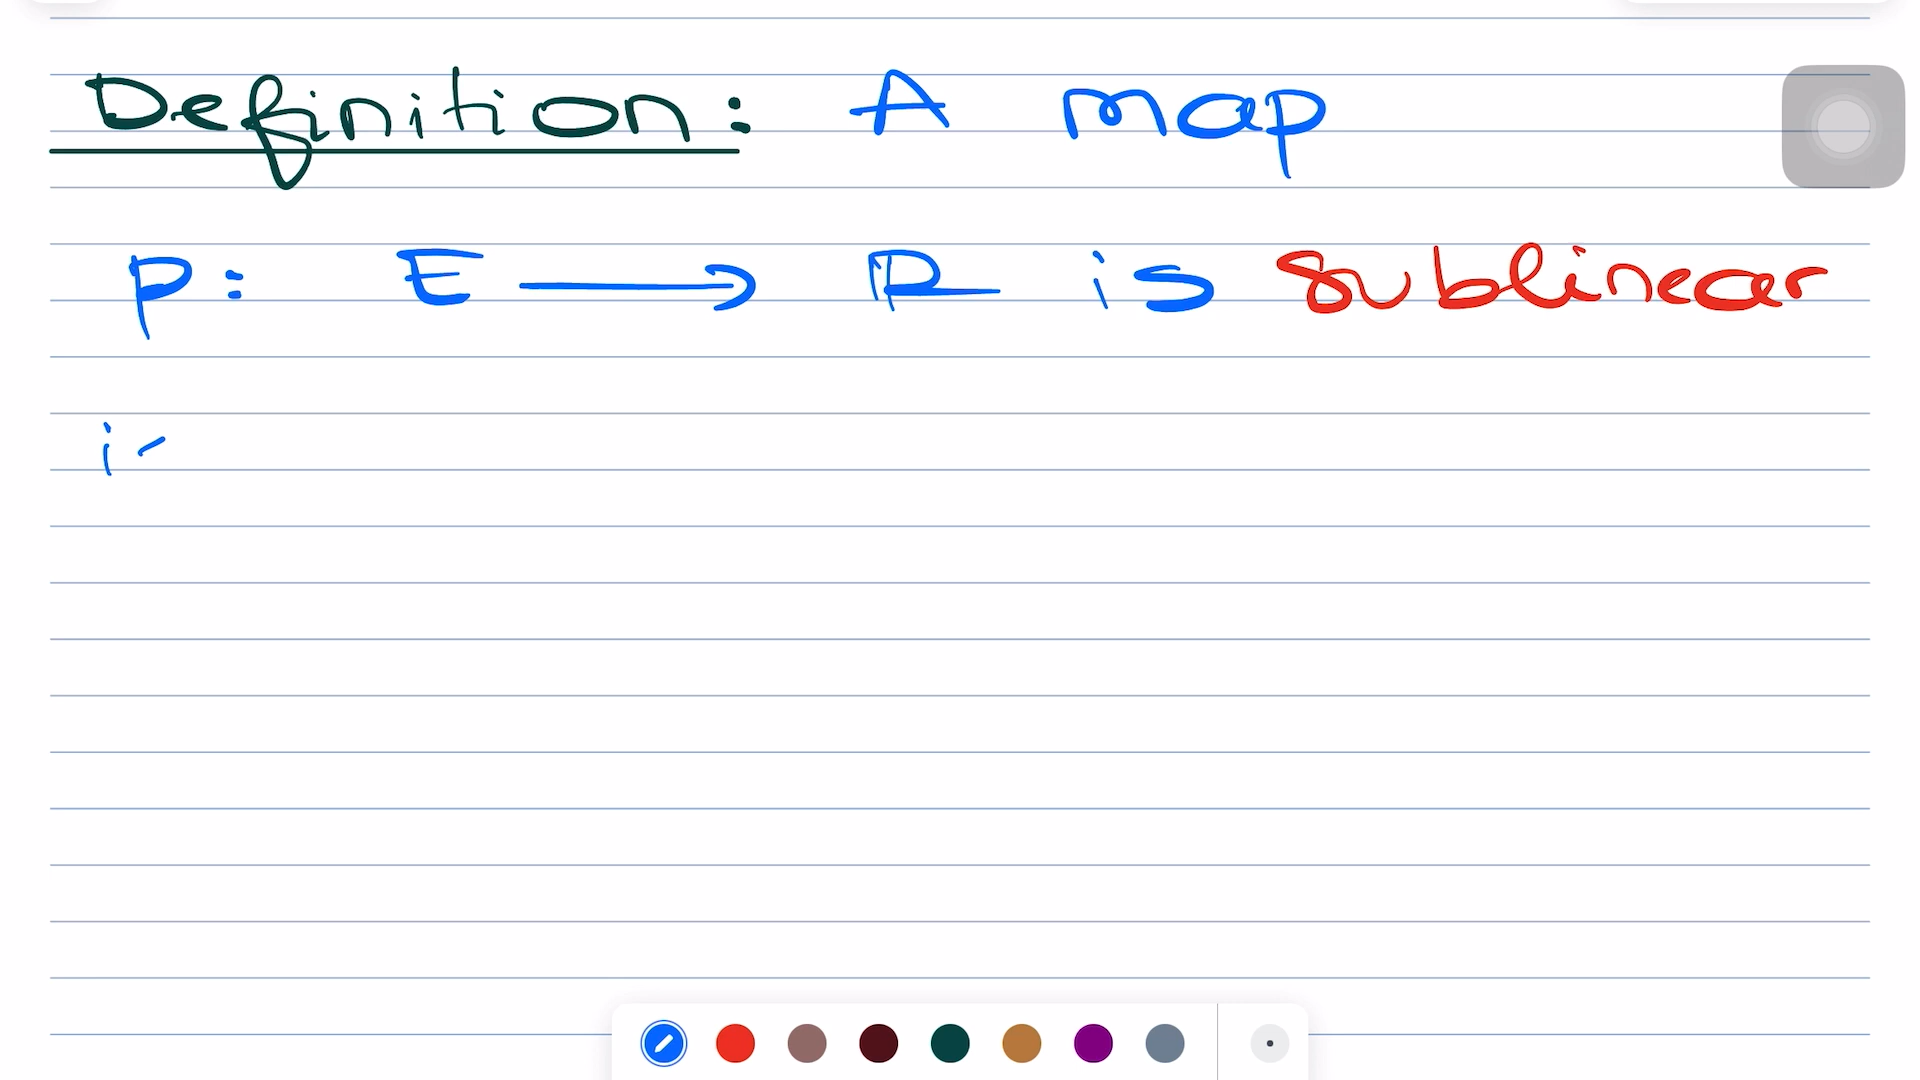 Definition: A map
p: E → ℝ is sublinear
i